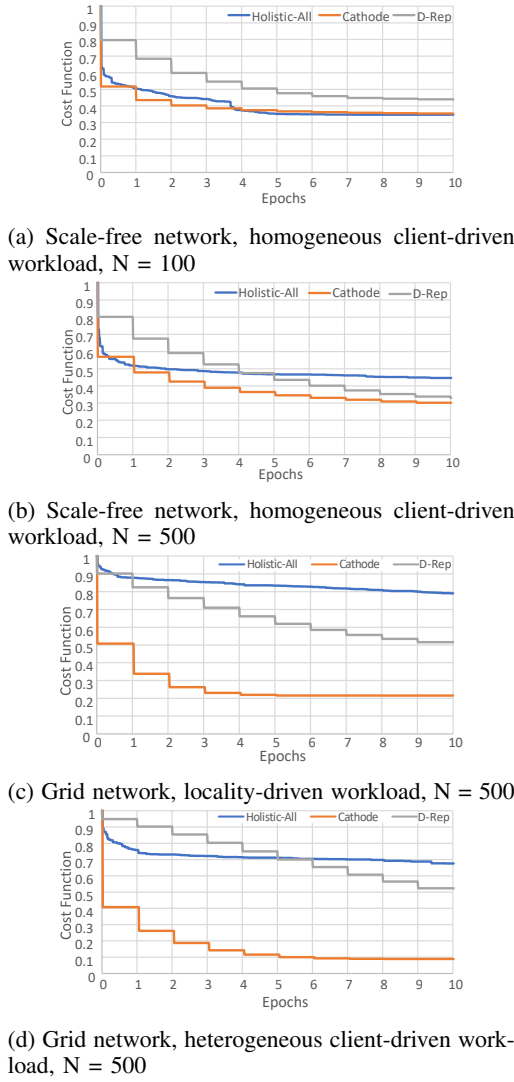 Holistic-All Cathode D-Rep
1
0.9
0.8
0.7
0.6
0.5
0.4
0.3
0.2
0.1
0
Cost Function
0 1 2 3 4 5 6 7 8 9 10
Epochs
(a) Scale-free network, homogeneous client-driven
workload, N = 100
Holistic-All Cathode D-Rep
1
0.9
0.8
0.7
0.6
0.5
0.4
0.3
0.2
0.1
0
Cost Function
0 1 2 3 4 5 6 7 8 9 10
Epochs
(b) Scale-free network, homogeneous client-driven
workload, N = 500
Holistic-All Cathode D-Rep
1
0.9
0.8
0.7
0.6
0.5
0.4
0.3
0.2
0.1
0
Cost Function
0 1 2 3 4 5 6 7 8 9 10
Epochs
(c) Grid network, locality-driven workload, N = 500
Holistic-All Cathode D-Rep
1
0.9
0.8
0.7
0.6
0.5
0.4
0.3
0.2
0.1
0
Cost Function
0 1 2 3 4 5 6 7 8 9 10
Epochs
(d) Grid network, heterogeneous client-driven work-
load, N = 500